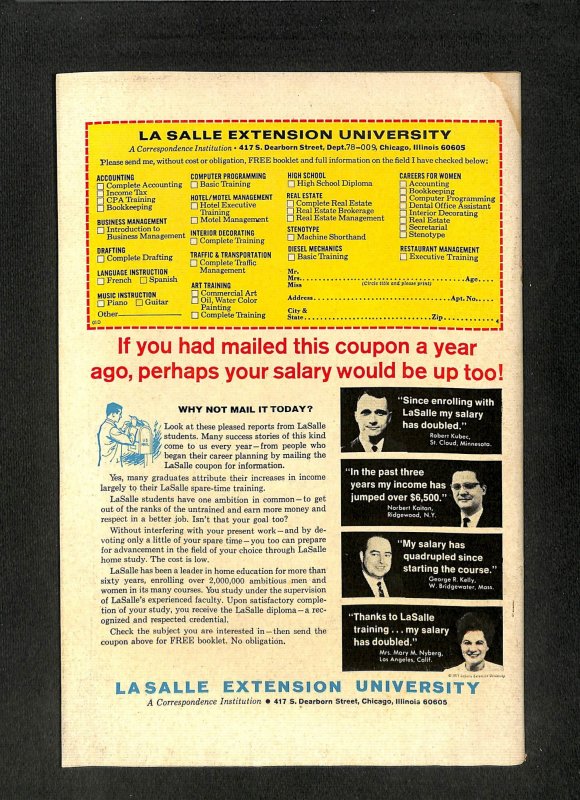 LA SALLE EXTENSION UNIVERSITY
A Correspondence Institution • 417 S. Dearborn Street, Dept. 78-009, Chicago, Illinois 60605
Please send me, without cost or obligation, FREE booklet and full information on the field I have checked below:
ACCOUNTING
Complete Accounting
Income Tax
CPA Training
Bookkeeping
BUSINESS MANAGEMENT
Introduction to
Business Management
DRAFTING
Complete Drafting
LANGUAGE INSTRUCTION
French Spanish
MUSIC INSTRUCTION
Piano Guitar
Other
010
COMPUTER PROGRAMMING
Basic Training
HOTEL/MOTEL MANAGEMENT
Hotel Executive
Training
Motel Management
INTERIOR DECORATING
Complete Training
TRAFFIC & TRANSPORTATION
Complete Traffic
Management
ART TRAINING
Commercial Art
Oil, Water Color
Painting
Complete Training
HIGH SCHOOL
High School Diploma
REAL ESTATE
Complete Real Estate
Real Estate Brokerage
Real Estate Management
STENOTYPE
Machine Shorthand
DIESEL MECHANICS
Basic Training
CAREERS FOR WOMEN
Accounting
Bookkeeping
Computer Programming
Dental Office Assistant
Interior Decorating
Real Estate
Secretarial
Stenotype
RESTAURANT MANAGEMENT
Executive Training
Mr.
Mrs. Age
Miss (Circle title and please print)
Address Apt. No.
City &
State Zip
If you had mailed this coupon a year
ago, perhaps your salary would be up too!
WHY NOT MAIL IT TODAY?
Look at these pleased reports from LaSalle
students. Many success stories of this kind
come to us every year—from people who
began their career planning by mailing the
LaSalle coupon for information.
Yes, many graduates attribute their increases in income
largely to their LaSalle spare-time training.
LaSalle students have one ambition in common—to get
out of the ranks of the untrained and earn more money and
respect in a better job. Isn't that your goal too?
Without interfering with your present work—and by de-
voting only a little of your spare time—you too can prepare
for advancement in the field of your choice through LaSalle
home study. The cost is low.
LaSalle has been a leader in home education for more than
sixty years, enrolling over 2,000,000 ambitious men and
women in its many courses. You study under the supervision
of LaSalle's experienced faculty. Upon satisfactory comple-
tion of your study, you receive the LaSalle diploma—a rec-
ognized and respected credential.
Check the subject you are interested in—then send the
coupon above for FREE booklet. No obligation.
"Since enrolling with
LaSalle my salary
has doubled."
Robert Kubec,
St. Cloud, Minnesota.
"In the past three
years my income has
jumped over $6,500."
Norbert Kaitan,
Ridgewood, N.Y.
"My salary has
quadrupled since
starting the course."
George R. Kelly,
W. Bridgewater, Mass.
"Thanks to LaSalle
training...my salary
has doubled."
Mrs. Mary M. Nyberg,
Los Angeles, Calif.
© 1971 LaSalle Extension University
LA SALLE EXTENSION UNIVERSITY
A Correspondence Institution • 417 S. Dearborn Street, Chicago, Illinois 60605